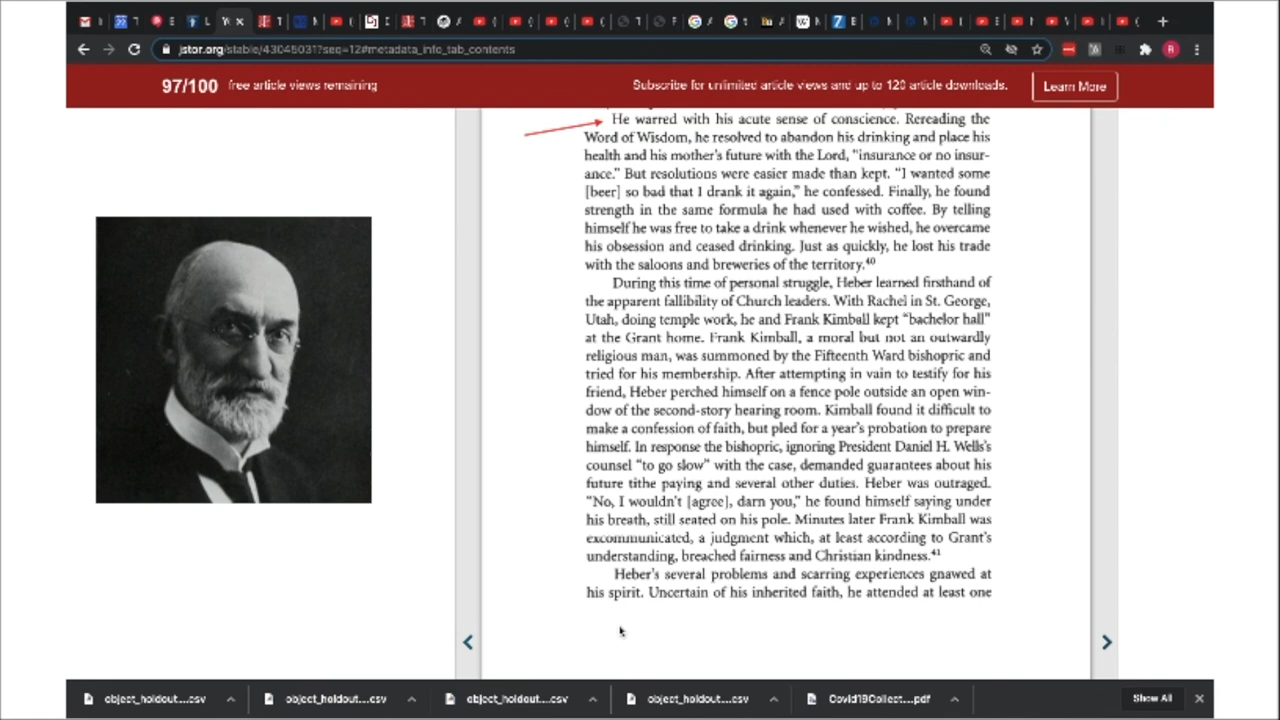 jstor.org/stable/43045031?seq=12#metadata_info_tab_contents
97/100 free article views remaining
Subscribe for unlimited article views and up to 120 article downloads.
Learn More
He warred with his acute sense of conscience. Rereading the
Word of Wisdom, he resolved to abandon his drinking and place his
health and his mother's future with the Lord, “insurance or no insur-
ance.” But resolutions were easier made than kept. “I wanted some
[beer] so bad that I drank it again,” he confessed. Finally, he found
strength in the same formula he had used with coffee. By telling
himself he was free to take a drink whenever he wished, he overcame
his obsession and ceased drinking. Just as quickly, he lost his trade
with the saloons and breweries of the territory.40
During this time of personal struggle, Heber learned firsthand of
the apparent fallibility of Church leaders. With Rachel in St. George,
Utah, doing temple work, he and Frank Kimball kept “bachelor hall”
at the Grant home. Frank Kimball, a moral but not an outwardly
religious man, was summoned by the Fifteenth Ward bishopric and
tried for his membership. After attempting in vain to testify for his
friend, Heber perched himself on a fence pole outside an open win-
dow of the second-story hearing room. Kimball found it difficult to
make a confession of faith, but pled for a year's probation to prepare
himself. In response the bishopric, ignoring President Daniel H. Wells's
counsel “to go slow” with the case, demanded guarantees about his
future tithe paying and several other duties. Heber was outraged.
“No, I wouldn't [agree], darn you,” he found himself saying under
his breath, still seated on his pole. Minutes later Frank Kimball was
excommunicated, a judgment which, at least according to Grant's
understanding, breached fairness and Christian kindness.41
Heber's several problems and scarring experiences gnawed at
his spirit. Uncertain of his inherited faith, he attended at least one
object_holdout....csv
object_holdout....csv
object_holdout....csv
object_holdout....csv
Covid19Collect....pdf
Show All